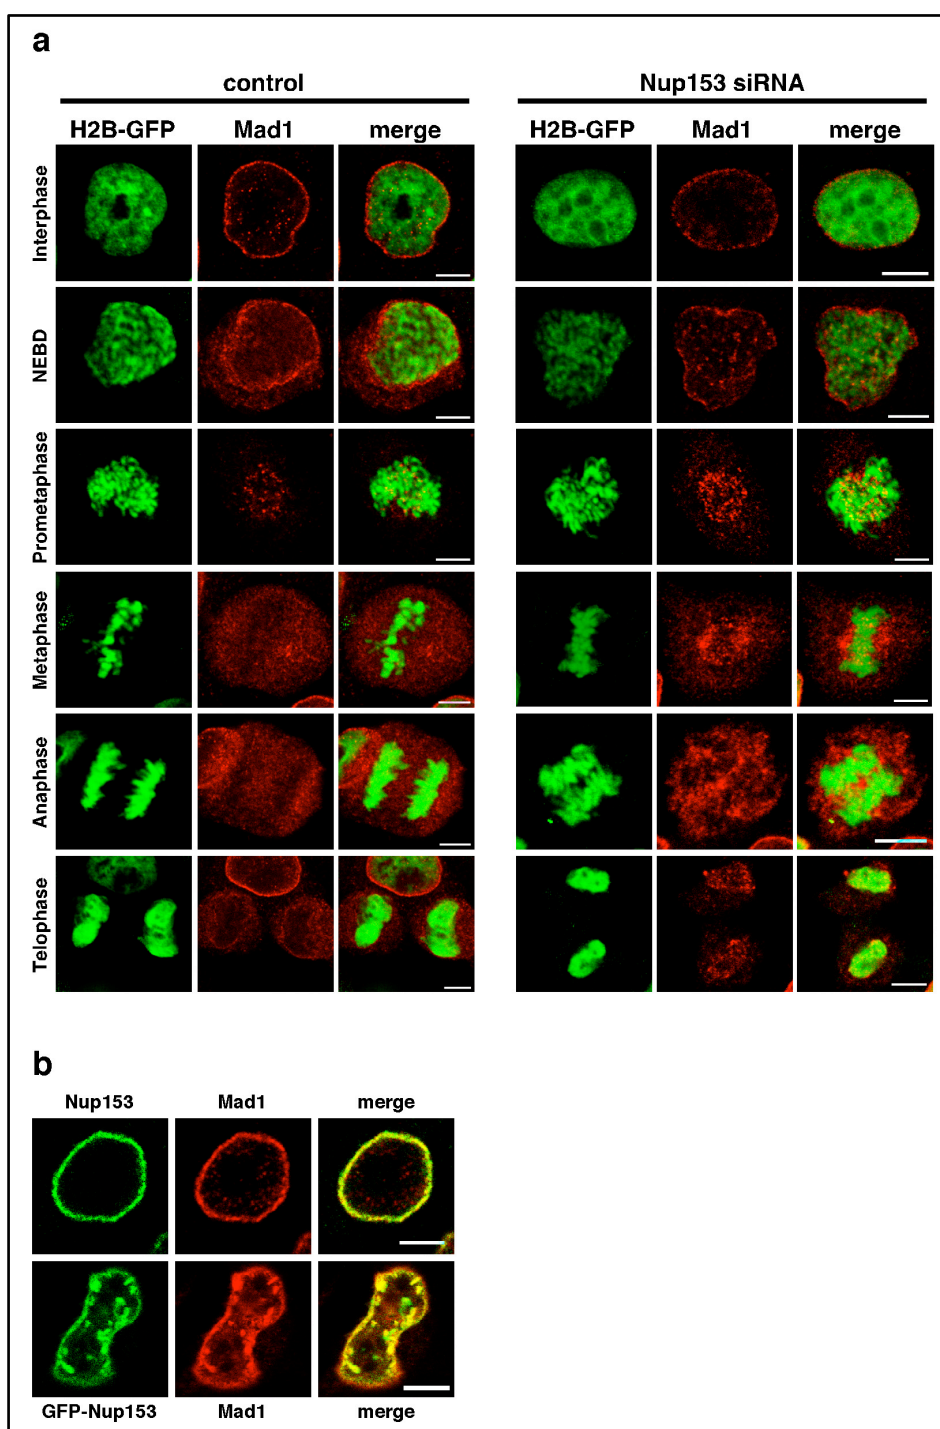 a
control Nup153 siRNA
H2B-GFP Mad1 merge H2B-GFP Mad1 merge
Interphase
NEBD
Prometaphase
Metaphase
Anaphase
Telophase
b
Nup153 Mad1 merge
GFP-Nup153 Mad1 merge